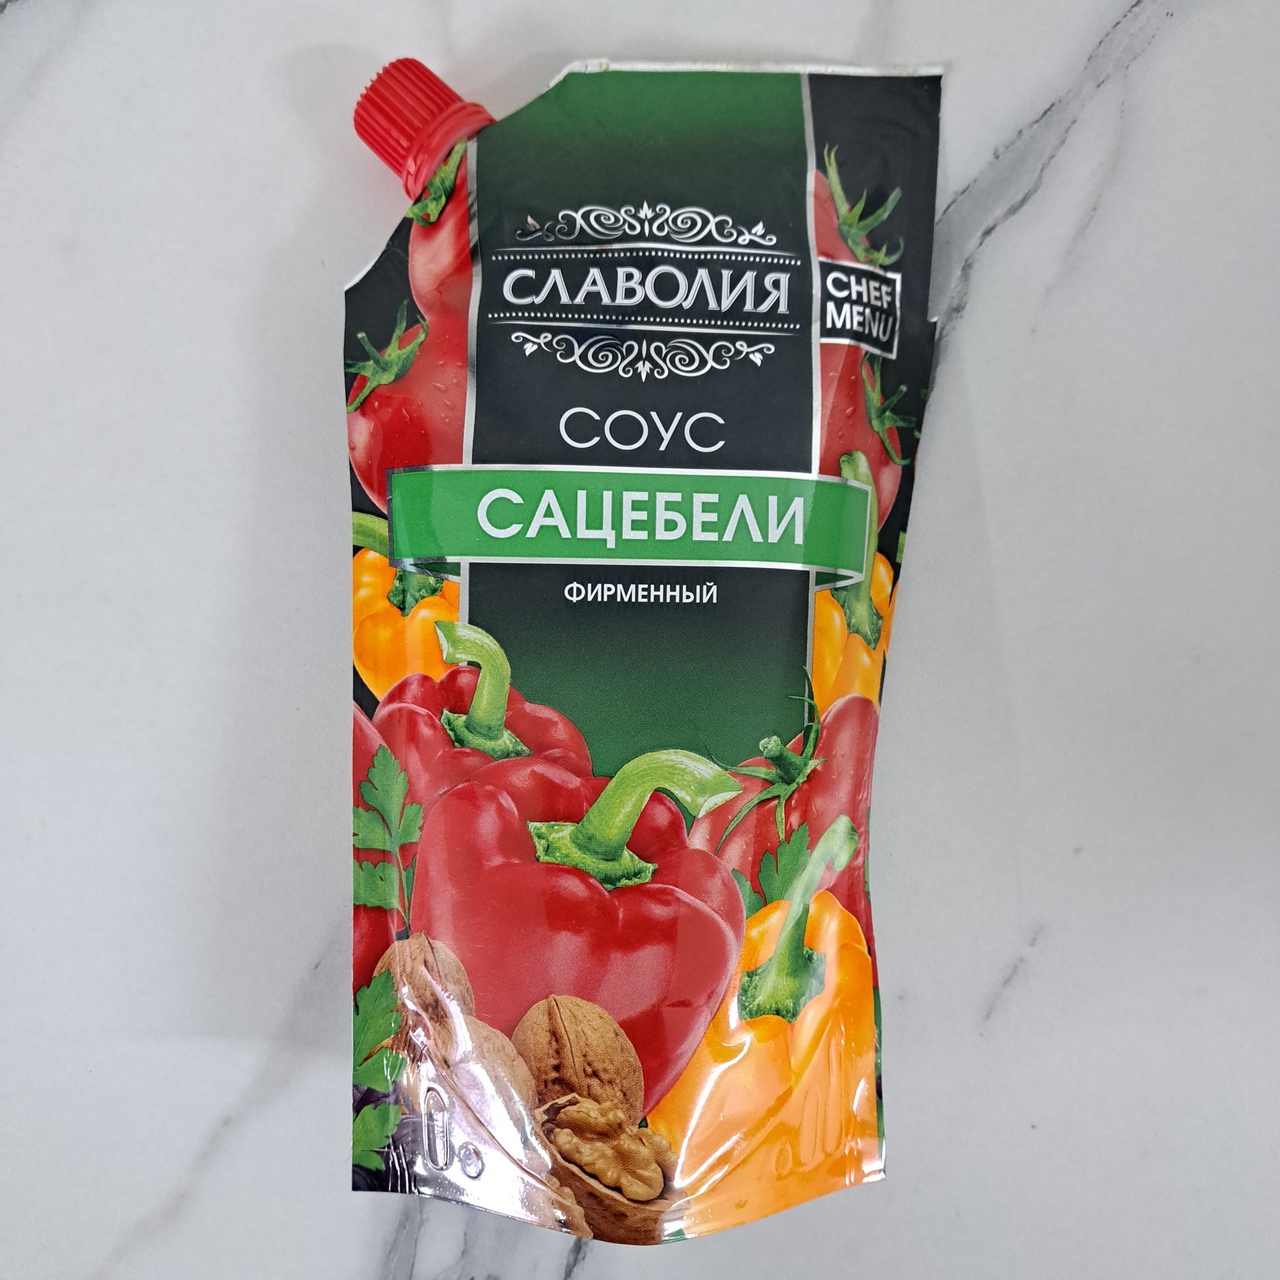 СЛАВОЛИЯ
CHEF
MENU
СОУС
САЦЕБЕЛИ
ФИРМЕННЫЙ